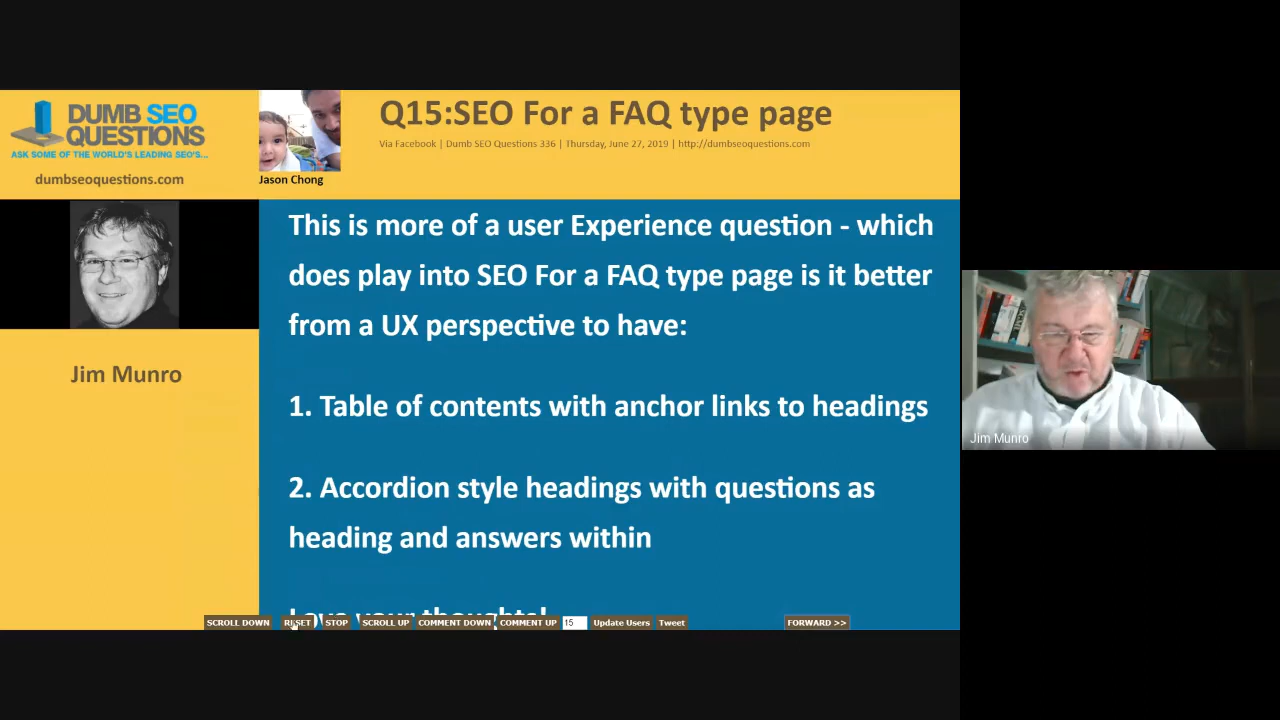 DUMB SEO
QUESTIONS
ASK SOME OF THE WORLD'S LEADING SEO'S...
dumbseoquestions.com
Jason Chong
Q15:SEO For a FAQ type page
Via Facebook | Dumb SEO Questions 336 | Thursday, June 27, 2019 | http://dumbseoquestions.com
Jim Munro
This is more of a user Experience question - which
does play into SEO For a FAQ type page is it better
from a UX perspective to have:
1. Table of contents with anchor links to headings
2. Accordion style headings with questions as
heading and answers within
Love your thoughts!
SCROLL DOWN RESET STOP SCROLL UP COMMENT DOWN COMMENT UP 15 Update Users Tweet FORWARD >>
Jim Munro